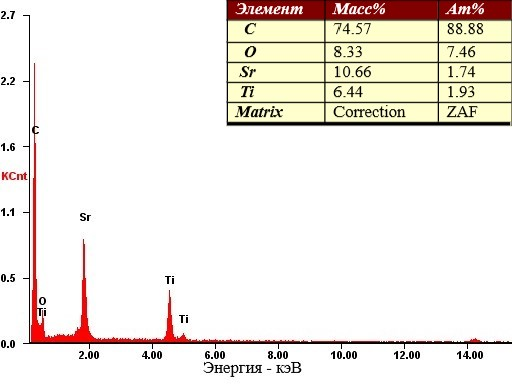 Элемент Масс% Ат%
C 74.57 88.88
O 8.33 7.46
Sr 10.66 1.74
Ti 6.44 1.93
Matrix Correction ZAF
2.7
2.2
1.6
KCnt
1.1
0.5
0.0
C
O
Ti
Sr
Ti
Ti
2.00 4.00 6.00 8.00 10.00 12.00 14.00
Энергия - кэВ